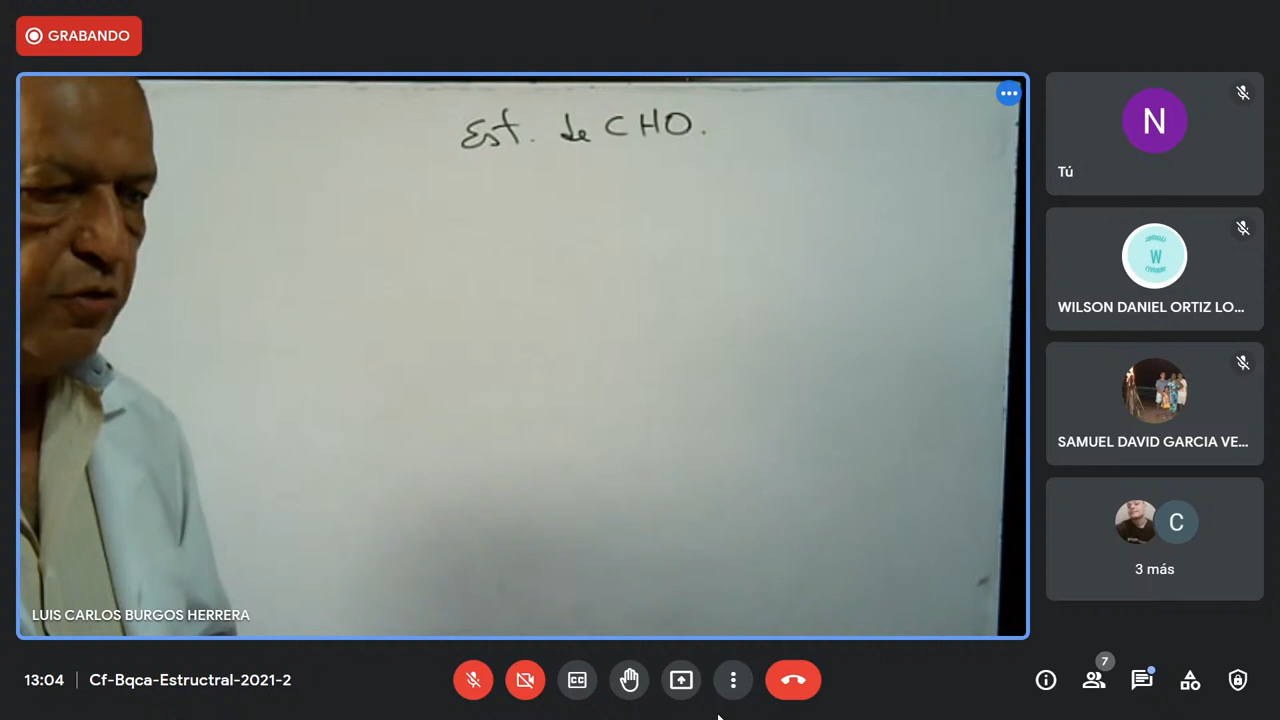 GRABANDO
Est. de CHO.
N
Tú
W
WILSON DANIEL ORTIZ LO...
SAMUEL DAVID GARCIA VE...
C
3 más
LUIS CARLOS BURGOS HERRERA
13:04 | Cf-Bqca-Estructral-2021-2
CC
7